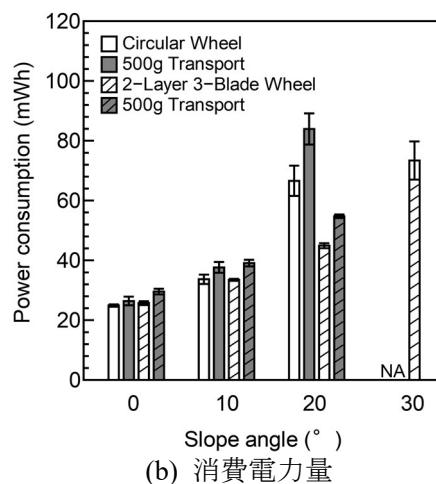 120
100
80
60
40
20
0
Power consumption (mWh)
Circular Wheel
500g Transport
2−Layer 3−Blade Wheel
500g Transport
NA
0 10 20 30
Slope angle (°)
(b) 消費電力量